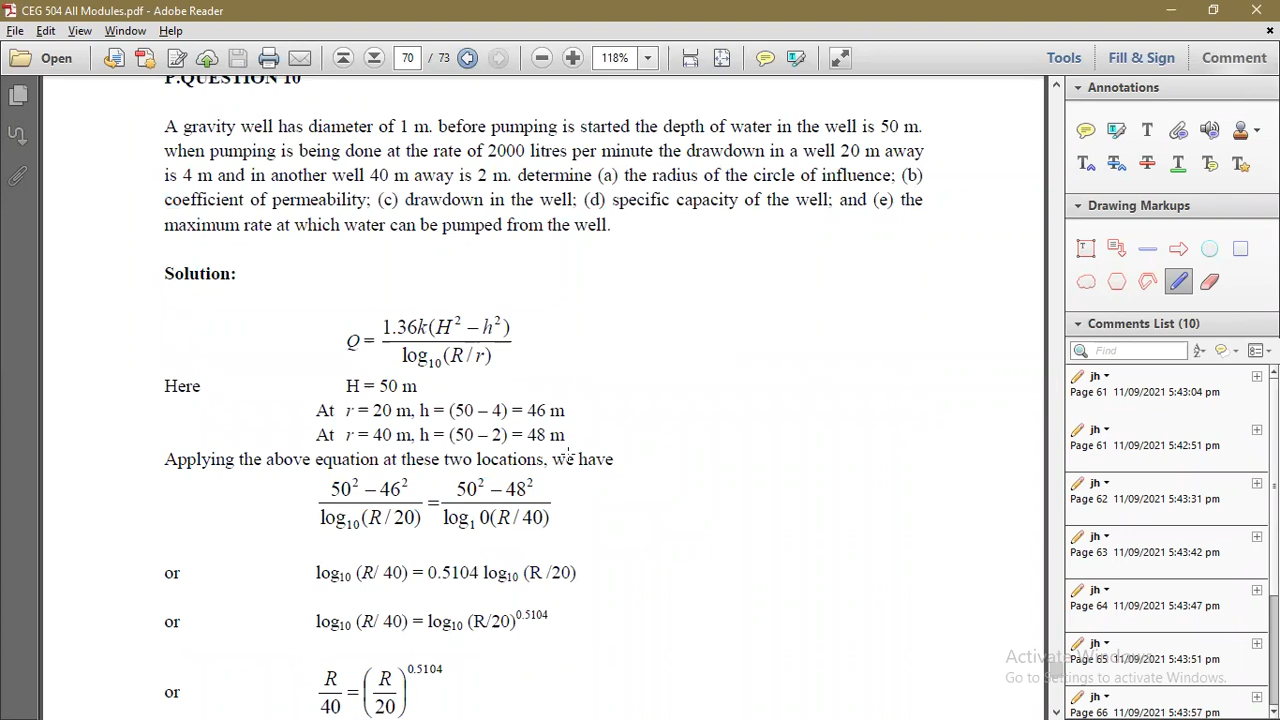 CEG 504 All Modules.pdf - Adobe Reader
File Edit View Window Help
Open 70 / 73 118% Tools Fill & Sign Comment
P.QUESTION 10
A gravity well has diameter of 1 m. before pumping is started the depth of water in the well is 50 m.
when pumping is being done at the rate of 2000 litres per minute the drawdown in a well 20 m away
is 4 m and in another well 40 m away is 2 m. determine (a) the radius of the circle of influence; (b)
coefficient of permeability; (c) drawdown in the well; (d) specific capacity of the well; and (e) the
maximum rate at which water can be pumped from the well.
Solution:
Q = 1.36k(H² – h²) / log₁₀(R/r)
Here H = 50 m
At r = 20 m, h = (50 – 4) = 46 m
At r = 40 m, h = (50 – 2) = 48 m
Applying the above equation at these two locations, we have
50² – 46² / log₁₀(R/20) = 50² – 48² / log₁0(R/40)
or log₁₀ (R/ 40) = 0.5104 log₁₀ (R /20)
or log₁₀ (R/ 40) = log₁₀ (R/20)^0.5104
or R/40 = (R/20)^0.5104
Annotations
T
T T T T T
Drawing Markups
T
Comments List (10)
Find
jh
Page 61 11/09/2021 5:43:04 pm
jh
Page 61 11/09/2021 5:42:51 pm
jh
Page 62 11/09/2021 5:43:31 pm
jh
Page 63 11/09/2021 5:43:42 pm
jh
Page 64 11/09/2021 5:43:47 pm
jh
Page 65 11/09/2021 5:43:51 pm
jh
Page 66 11/09/2021 5:43:57 pm
Activate Windows
Go to Settings to activate Windows.